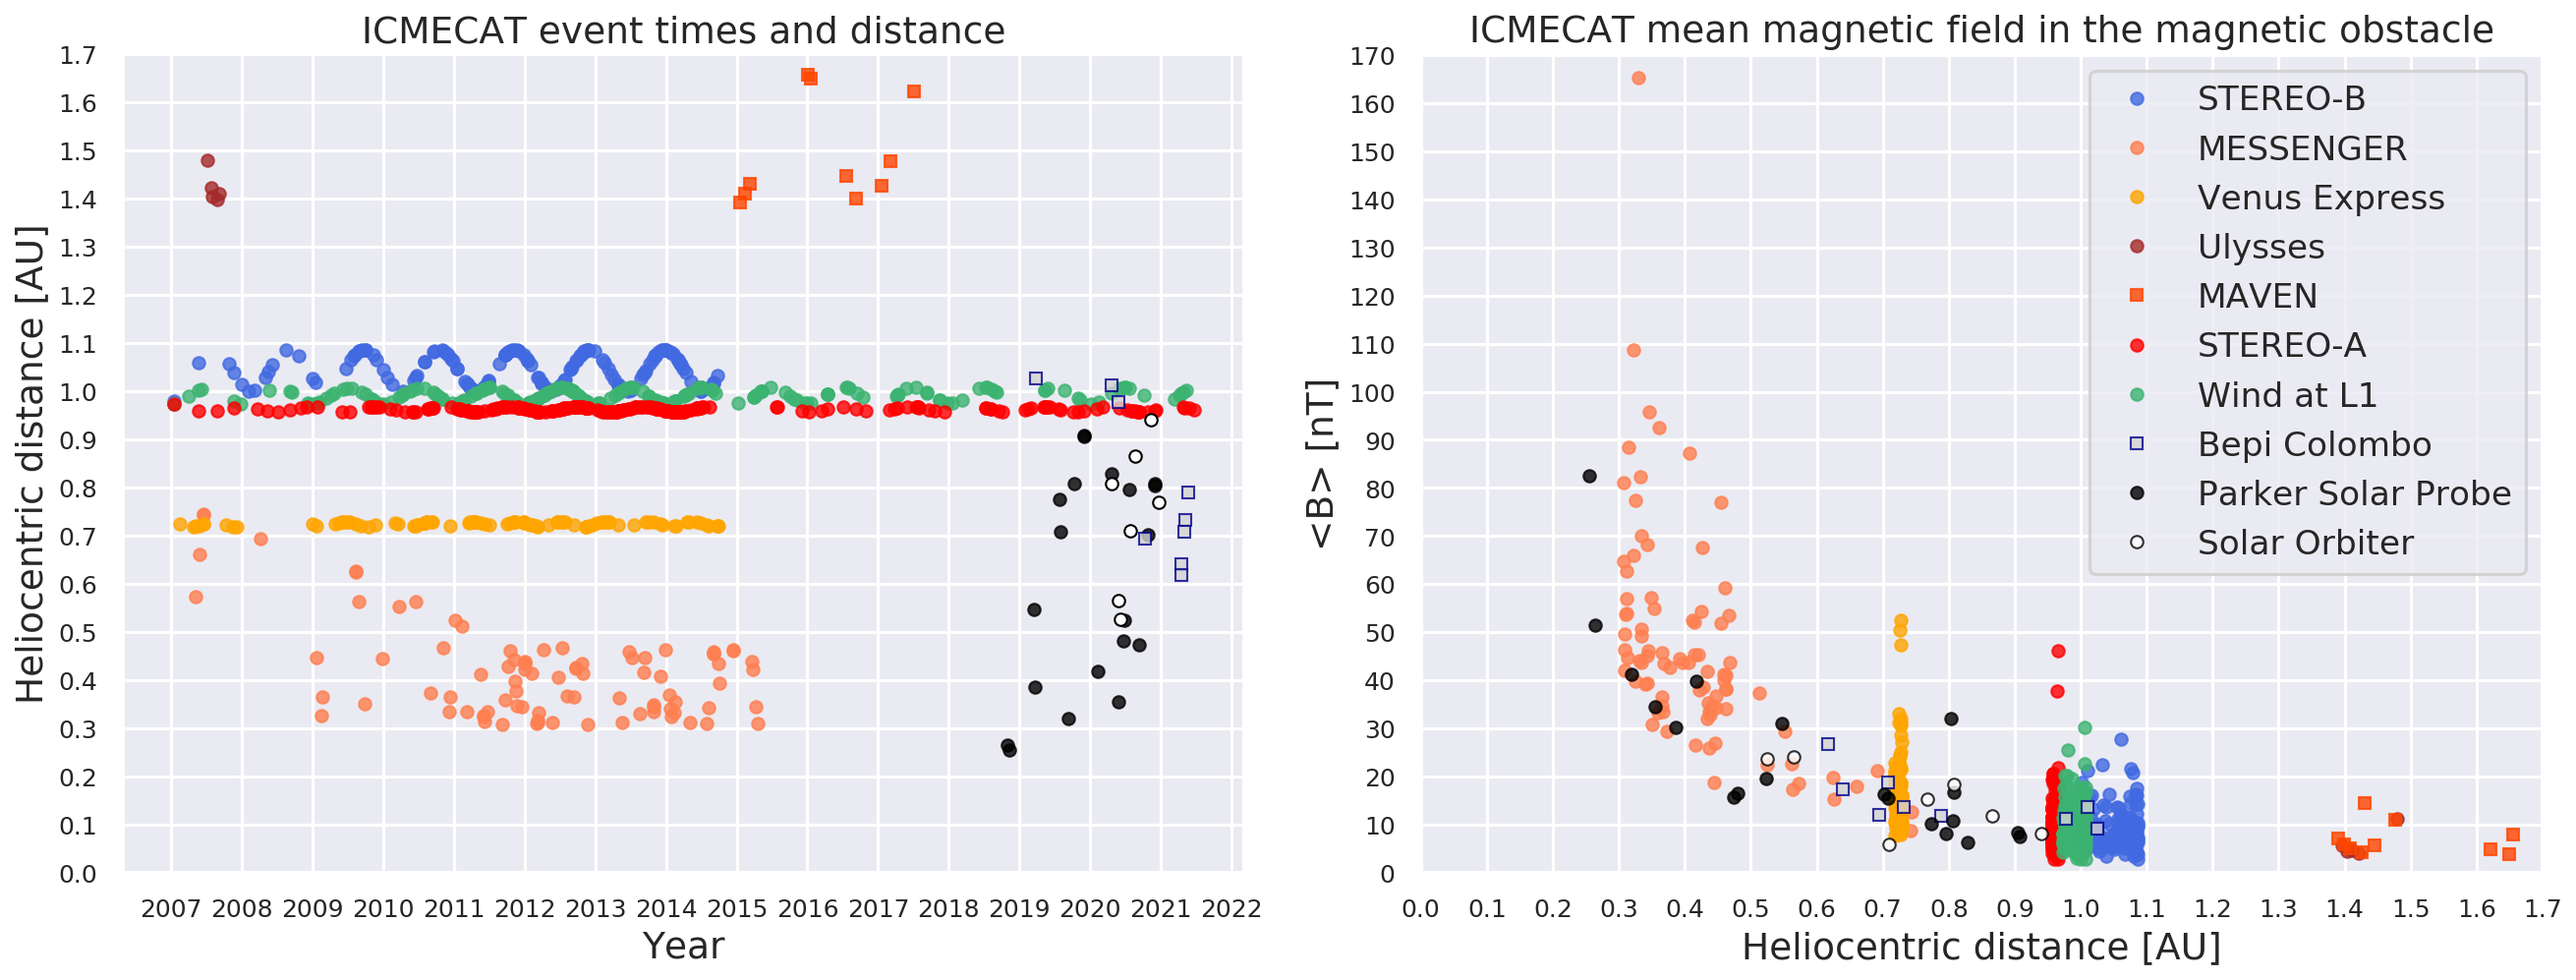 ICMECAT event times and distance
Heliocentric distance [AU]
1.7
1.6
1.5
1.4
1.3
1.2
1.1
1.0
0.9
0.8
0.7
0.6
0.5
0.4
0.3
0.2
0.1
0.0
2007 2008 2009 2010 2011 2012 2013 2014 2015 2016 2017 2018 2019 2020 2021 2022
Year
ICMECAT mean magnetic field in the magnetic obstacle
<B> [nT]
170
160
150
140
130
120
110
100
90
80
70
60
50
40
30
20
10
0
STEREO-B
MESSENGER
Venus Express
Ulysses
MAVEN
STEREO-A
Wind at L1
Bepi Colombo
Parker Solar Probe
Solar Orbiter
0.0 0.1 0.2 0.3 0.4 0.5 0.6 0.7 0.8 0.9 1.0 1.1 1.2 1.3 1.4 1.5 1.6 1.7
Heliocentric distance [AU]